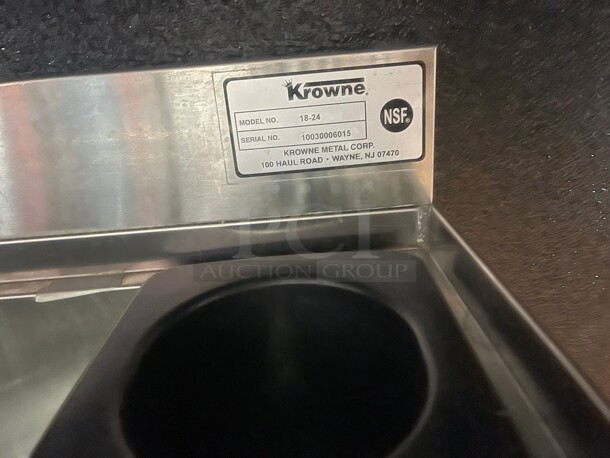 Krowne®
MODEL NO. 18-24
SERIAL NO. 10030006015
NSF®
KROWNE METAL CORP.
100 HAUL ROAD • WAYNE, NJ 07470
PCI
AUCTION GROUP